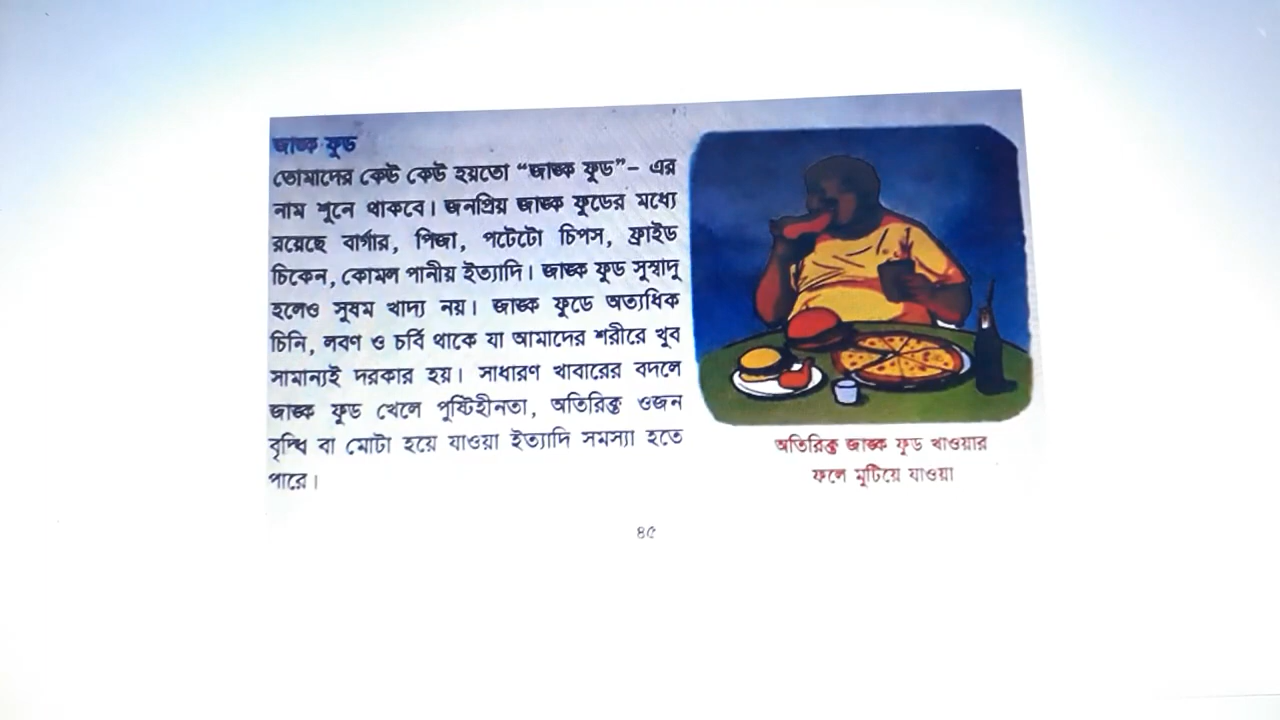 জাঙ্ক ফুড
তোমাদের কেউ কেউ হয়তো “জাঙ্ক ফুড”- এর
নাম শুনে থাকবে। জনপ্রিয় জাঙ্ক ফুডের মধ্যে
রয়েছে বার্গার, পিজা, পটেটো চিপস, ফ্রাইড
চিকেন, কোমল পানীয় ইত্যাদি। জাঙ্ক ফুড সুস্বাদু
হলেও সুষম খাদ্য নয়। জাঙ্ক ফুডে অত্যধিক
চিনি, লবণ ও চর্বি থাকে যা আমাদের শরীরে খুব
সামান্যই দরকার হয়। সাধারণ খাবারের বদলে
জাঙ্ক ফুড খেলে পুষ্টিহীনতা, অতিরিক্ত ওজন
বৃদ্ধি বা মোটা হয়ে যাওয়া ইত্যাদি সমস্যা হতে
পারে।
অতিরিক্ত জাঙ্ক ফুড খাওয়ার
ফলে মুটিয়ে যাওয়া
৪৫